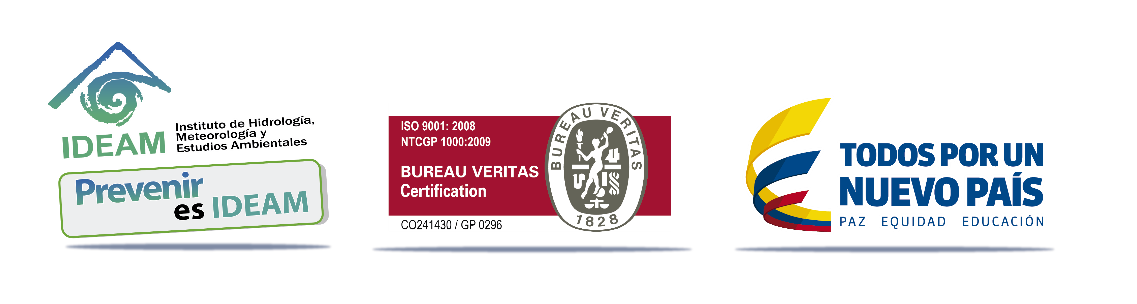 IDEAM
Instituto de Hidrología,
Meteorología y
Estudios Ambientales
Prevenir
es IDEAM
ISO 9001: 2008
NTCGP 1000:2009
BUREAU VERITAS
Certification
CO241430 / GP 0296
BUREAU VERITAS
1828
TODOS POR UN
NUEVO PAÍS
PAZ EQUIDAD EDUCACIÓN